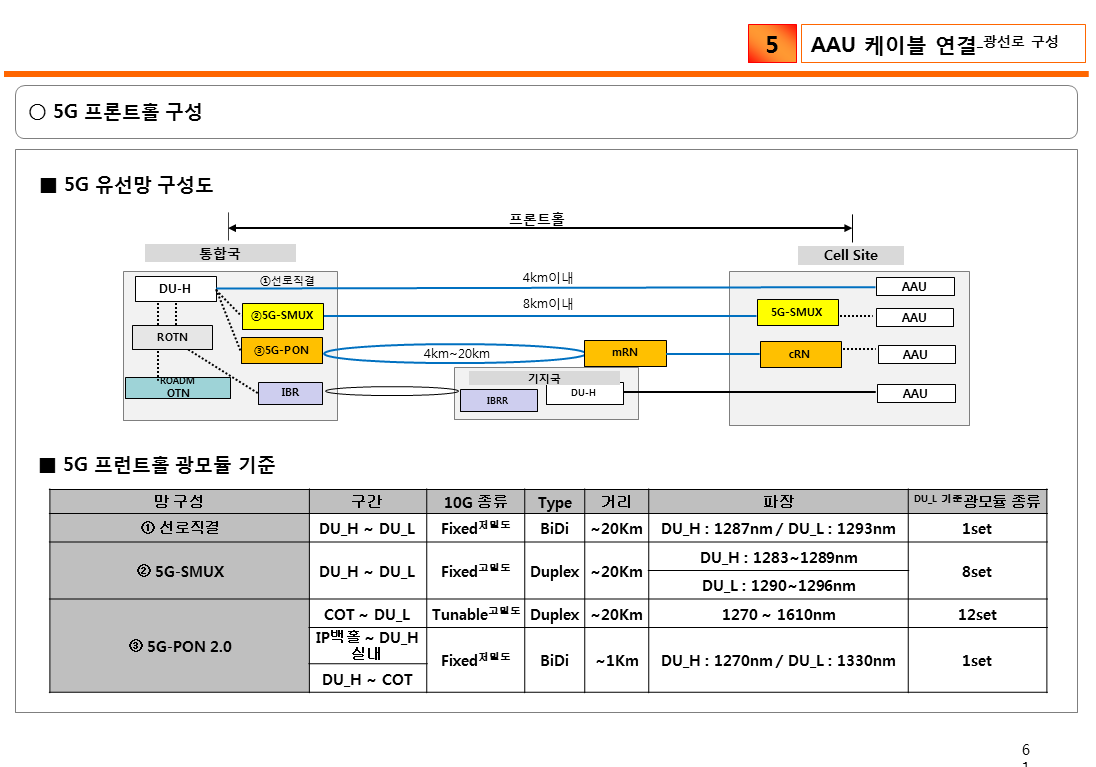 5
AAU 케이블 연결-광선로 구성
○ 5G 프론트홀 구성
■ 5G 유선망 구성도
프론트홀
통합국
Cell Site
DU-H
①선로직결
4km이내
AAU
8km이내
②5G-SMUX
5G-SMUX
AAU
ROTN
③5G-PON
4km~20km
mRN
cRN
AAU
기지국
ROADM
OTN
IBR
IBRR
DU-H
AAU
■ 5G 프런트홀 광모듈 기준
망 구성 구간 10G 종류 Type 거리 파장 DU_L 기준광모듈 종류
① 선로직결 DU_H ~ DU_L Fixed저밀도 BiDi ~20Km DU_H : 1287nm / DU_L : 1293nm 1set
② 5G-SMUX DU_H ~ DU_L Fixed고밀도 Duplex ~20Km DU_H : 1283~1289nm 8set
DU_L : 1290~1296nm
③ 5G-PON 2.0 COT ~ DU_L Tunable고밀도 Duplex ~20Km 1270 ~ 1610nm 12set
IP백홀 ~ DU_H
실내
Fixed저밀도 BiDi ~1Km DU_H : 1270nm / DU_L : 1330nm 1set
DU_H ~ COT
6
1